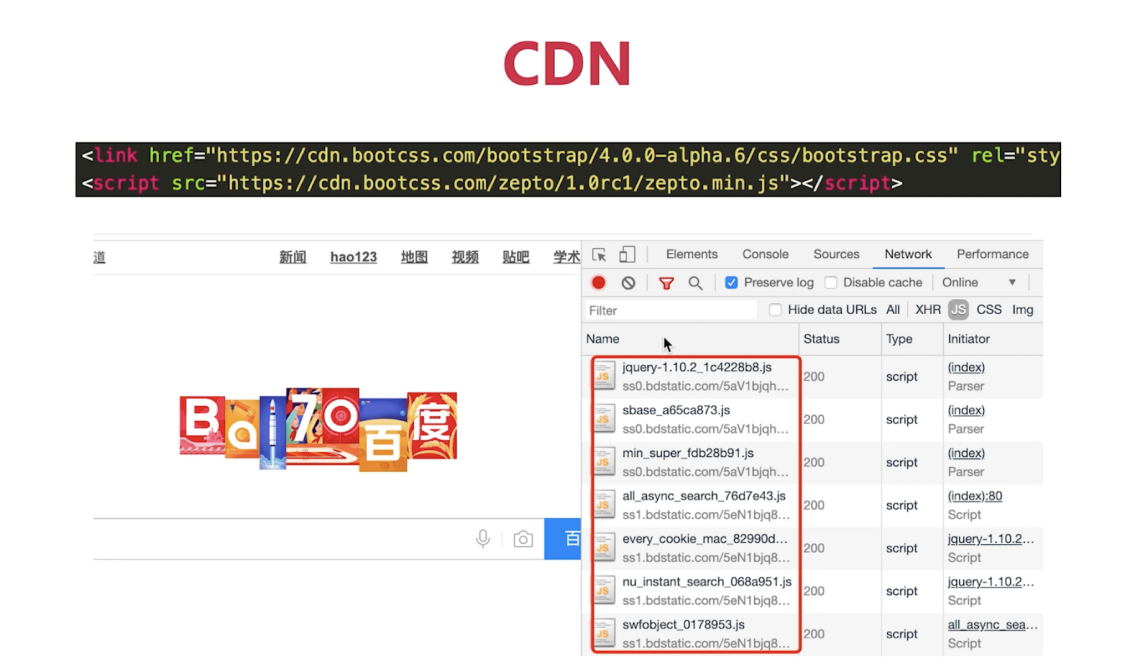 CDN
<link href="https://cdn.bootcss.com/bootstrap/4.0.0-alpha.6/css/bootstrap.css" rel="sty
<script src="https://cdn.bootcss.com/zepto/1.0rc1/zepto.min.js"></script>
道 新闻 hao123 地图 视频 贴吧 学术
Bai 70 百度
百
Elements Console Sources Network Performance
Preserve log Disable cache Online
Filter Hide data URLs All XHR JS CSS Img
Name Status Type Initiator
jquery-1.10.2_1c4228b8.js 200 script (index)
ss0.bdstatic.com/5aV1bjqh... Parser
sbase_a65ca873.js 200 script (index)
ss0.bdstatic.com/5aV1bjqh... Parser
min_super_fdb28b91.js 200 script (index)
ss0.bdstatic.com/5aV1bjqh... Parser
all_async_search_76d7e43.js 200 script (index):80
ss1.bdstatic.com/5eN1bjq8... Script
every_cookie_mac_82990d... 200 script jquery-1.10.2...
ss1.bdstatic.com/5eN1bjq8... Script
nu_instant_search_068a951.js 200 script jquery-1.10.2...
ss1.bdstatic.com/5eN1bjq8... Script
swfobject_0178953.js 200 script all_async_sea...
ss1.bdstatic.com/5eN1bjq8... Script